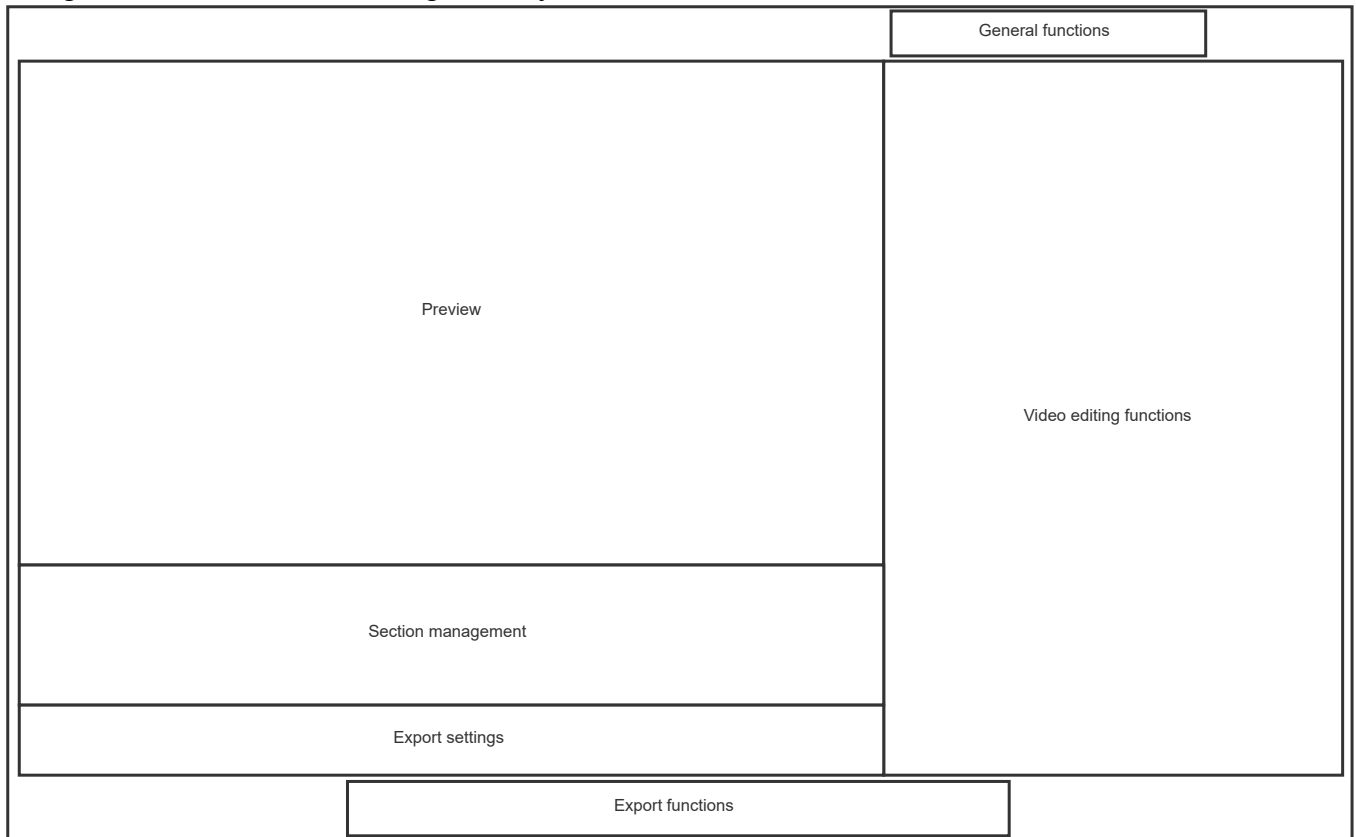 General functions
Preview
Video editing functions
Section management
Export settings
Export functions